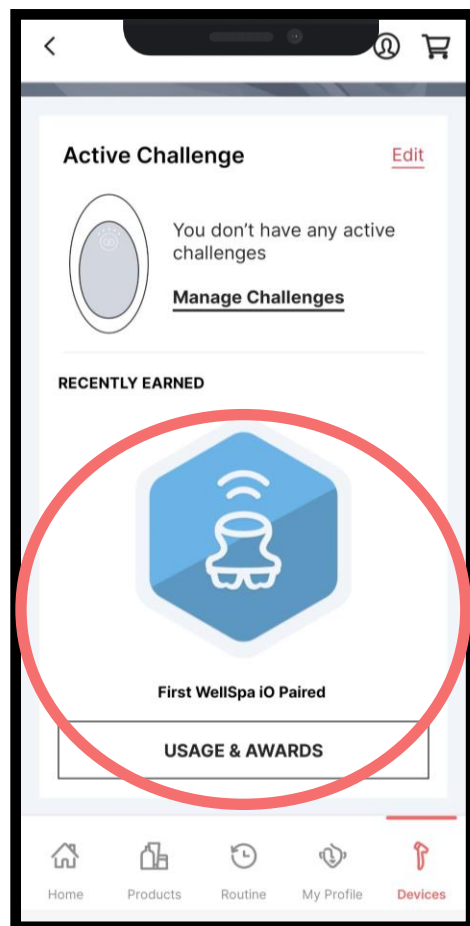 Active Challenge
Edit
You don't have any active
challenges
Manage Challenges
RECENTLY EARNED
First WellSpa iO Paired
USAGE & AWARDS
Home
Products
Routine
My Profile
Devices